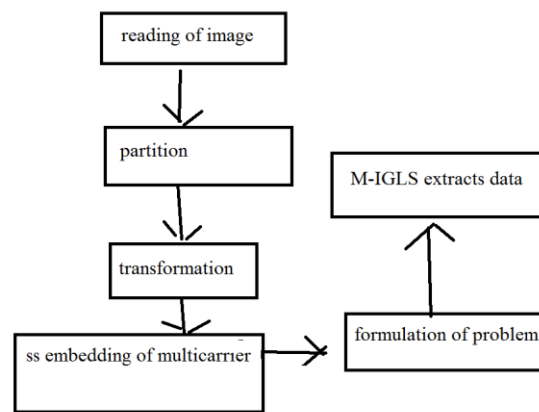 reading of image
partition
transformation
ss embedding of multicarrier
formulation of problem
M-IGLS extracts data